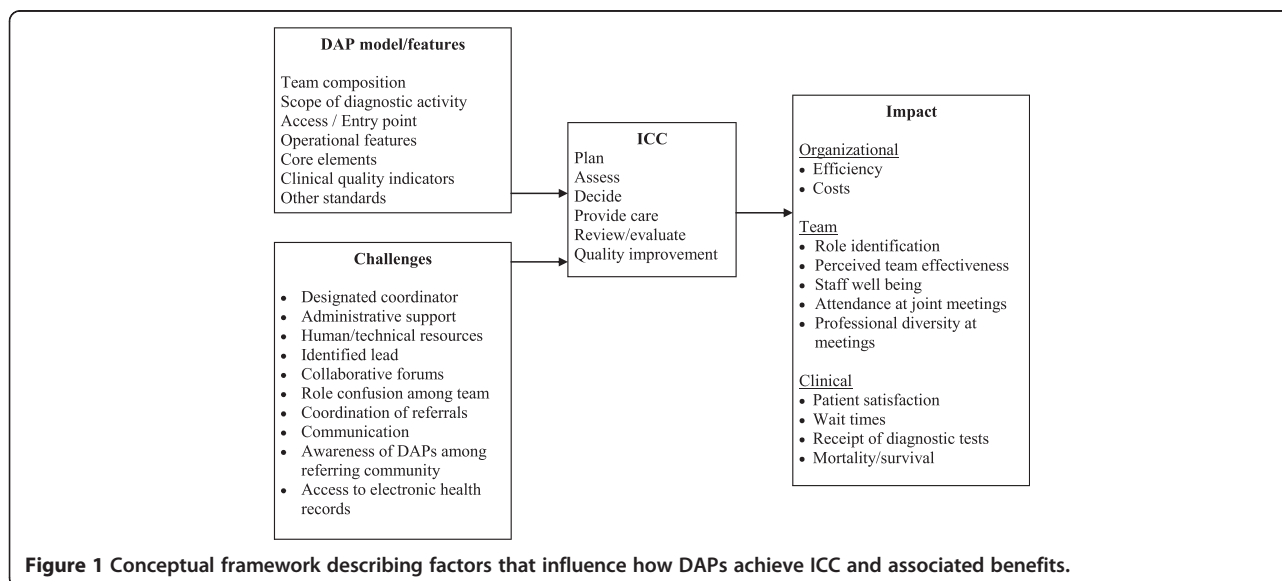 DAP model/features
Team composition
Scope of diagnostic activity
Access / Entry point
Operational features
Core elements
Clinical quality indicators
Other standards
Challenges
• Designated coordinator
• Administrative support
• Human/technical resources
• Identified lead
• Collaborative forums
• Role confusion among team
• Coordination of referrals
• Communication
• Awareness of DAPs among
referring community
• Access to electronic health
records
ICC
Plan
Assess
Decide
Provide care
Review/evaluate
Quality improvement
Impact
Organizational
• Efficiency
• Costs
Team
• Role identification
• Perceived team effectiveness
• Staff well being
• Attendance at joint meetings
• Professional diversity at
meetings
Clinical
• Patient satisfaction
• Wait times
• Receipt of diagnostic tests
• Mortality/survival
Figure 1 Conceptual framework describing factors that influence how DAPs achieve ICC and associated benefits.